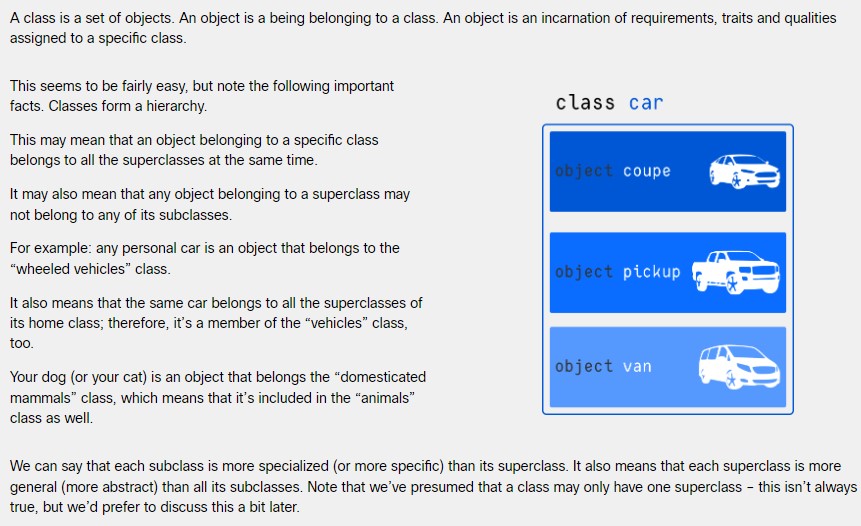 A class is a set of objects. An object is a being belonging to a class. An object is an incarnation of requirements, traits and qualities
assigned to a specific class.
This seems to be fairly easy, but note the following important
facts. Classes form a hierarchy.
This may mean that an object belonging to a specific class
belongs to all the superclasses at the same time.
It may also mean that any object belonging to a superclass may
not belong to any of its subclasses.
For example: any personal car is an object that belongs to the
“wheeled vehicles” class.
It also means that the same car belongs to all the superclasses of
its home class; therefore, it’s a member of the “vehicles” class,
too.
Your dog (or your cat) is an object that belongs the “domesticated
mammals” class, which means that it’s included in the “animals”
class as well.
class car
object coupe
object pickup
object van
We can say that each subclass is more specialized (or more specific) than its superclass. It also means that each superclass is more
general (more abstract) than all its subclasses. Note that we’ve presumed that a class may only have one superclass – this isn’t always
true, but we’d prefer to discuss this a bit later.